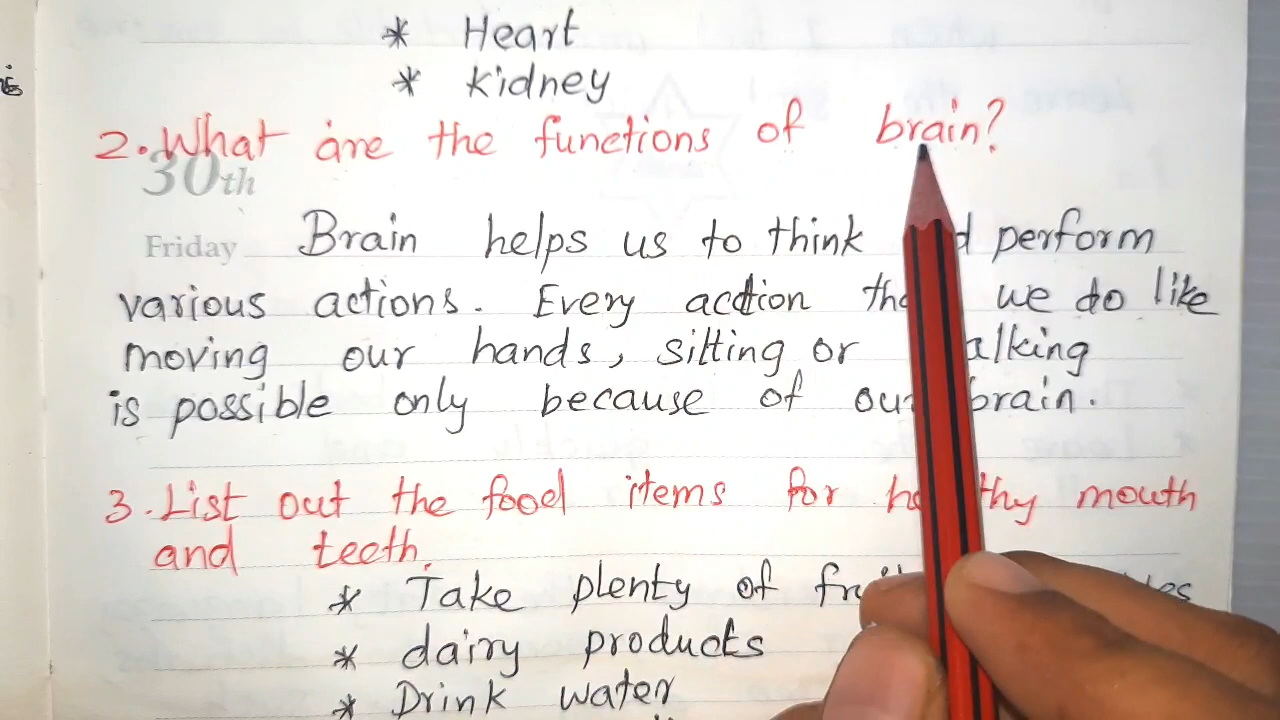 * Heart
* kidney
2. What are the functions of brain?
30th
Friday
Brain helps us to think perform
various actions. Every acction we do like
moving our hands, sitting or
is possible only because of brain.
3. List out the food items for mouth
and teeth.
* Take plenty of
* dairy products
* Drink water